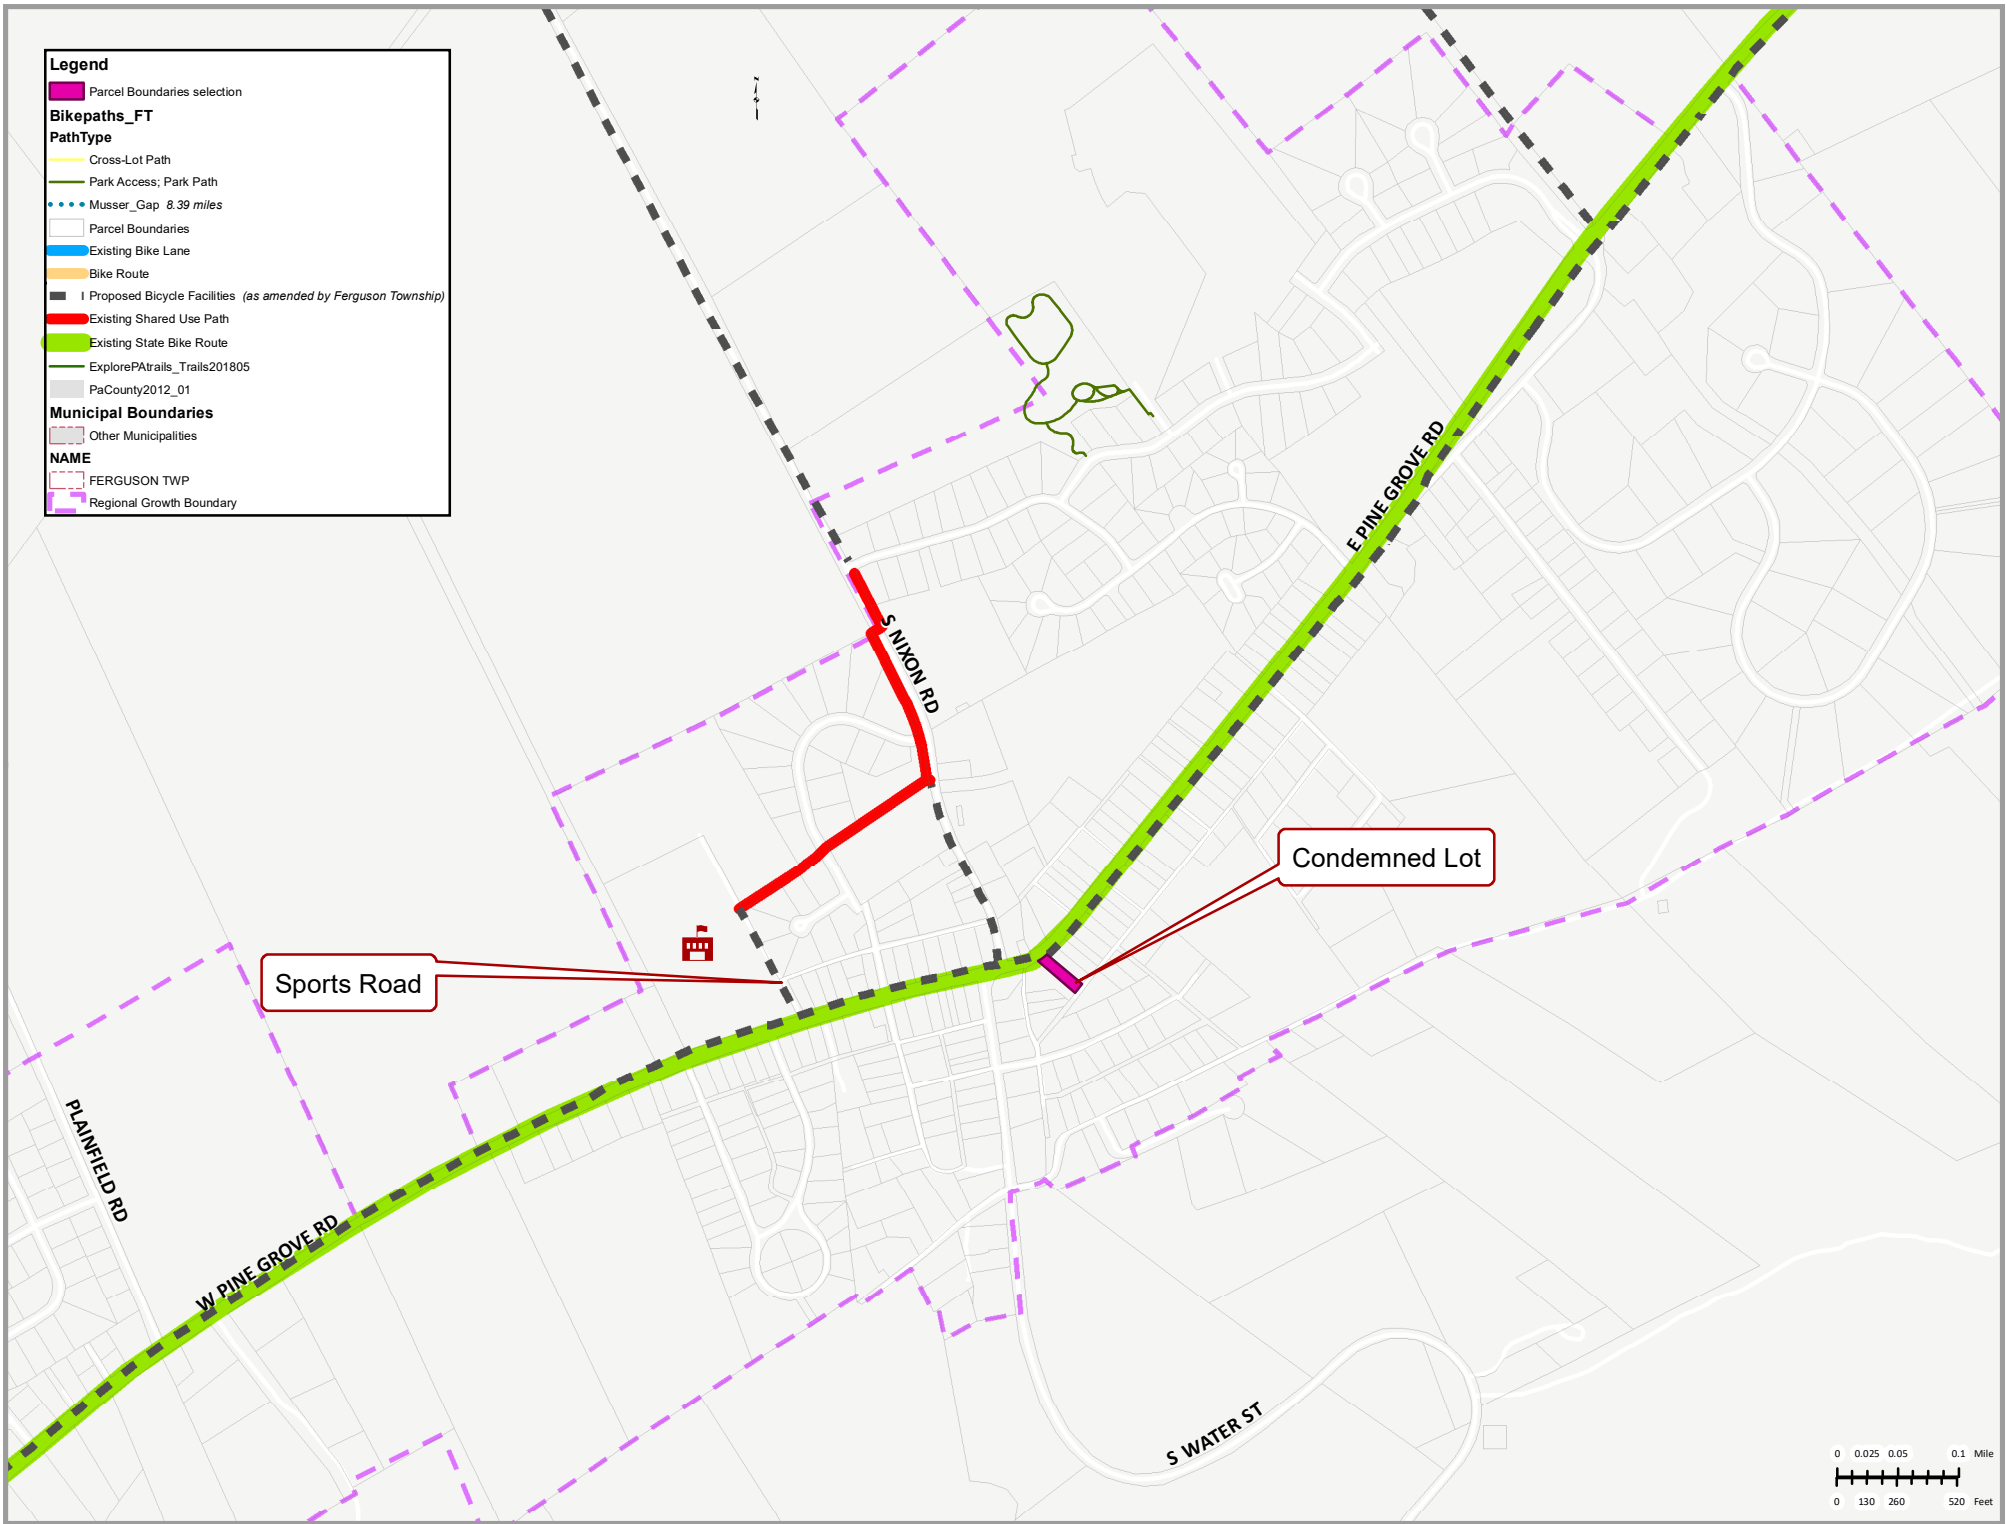 Legend
Parcel Boundaries selection
Bikepaths_FT
PathType
Cross-Lot Path
Park Access; Park Path
Musser_Gap 8.39 miles
Parcel Boundaries
Existing Bike Lane
Bike Route
Proposed Bicycle Facilities (as amended by Ferguson Township)
Existing Shared Use Path
Existing State Bike Route
ExplorePAtrails_Trails201805
PaCounty2012_01
Municipal Boundaries
Other Municipalities
NAME
FERGUSON TWP
Regional Growth Boundary
E PINE GROVE RD
S NIXON RD
Condemned Lot
Sports Road
PLAINFIELD RD
W PINE GROVE RD
S WATER ST
0 0.025 0.05 0.1 Mile
0 130 260 520 Feet